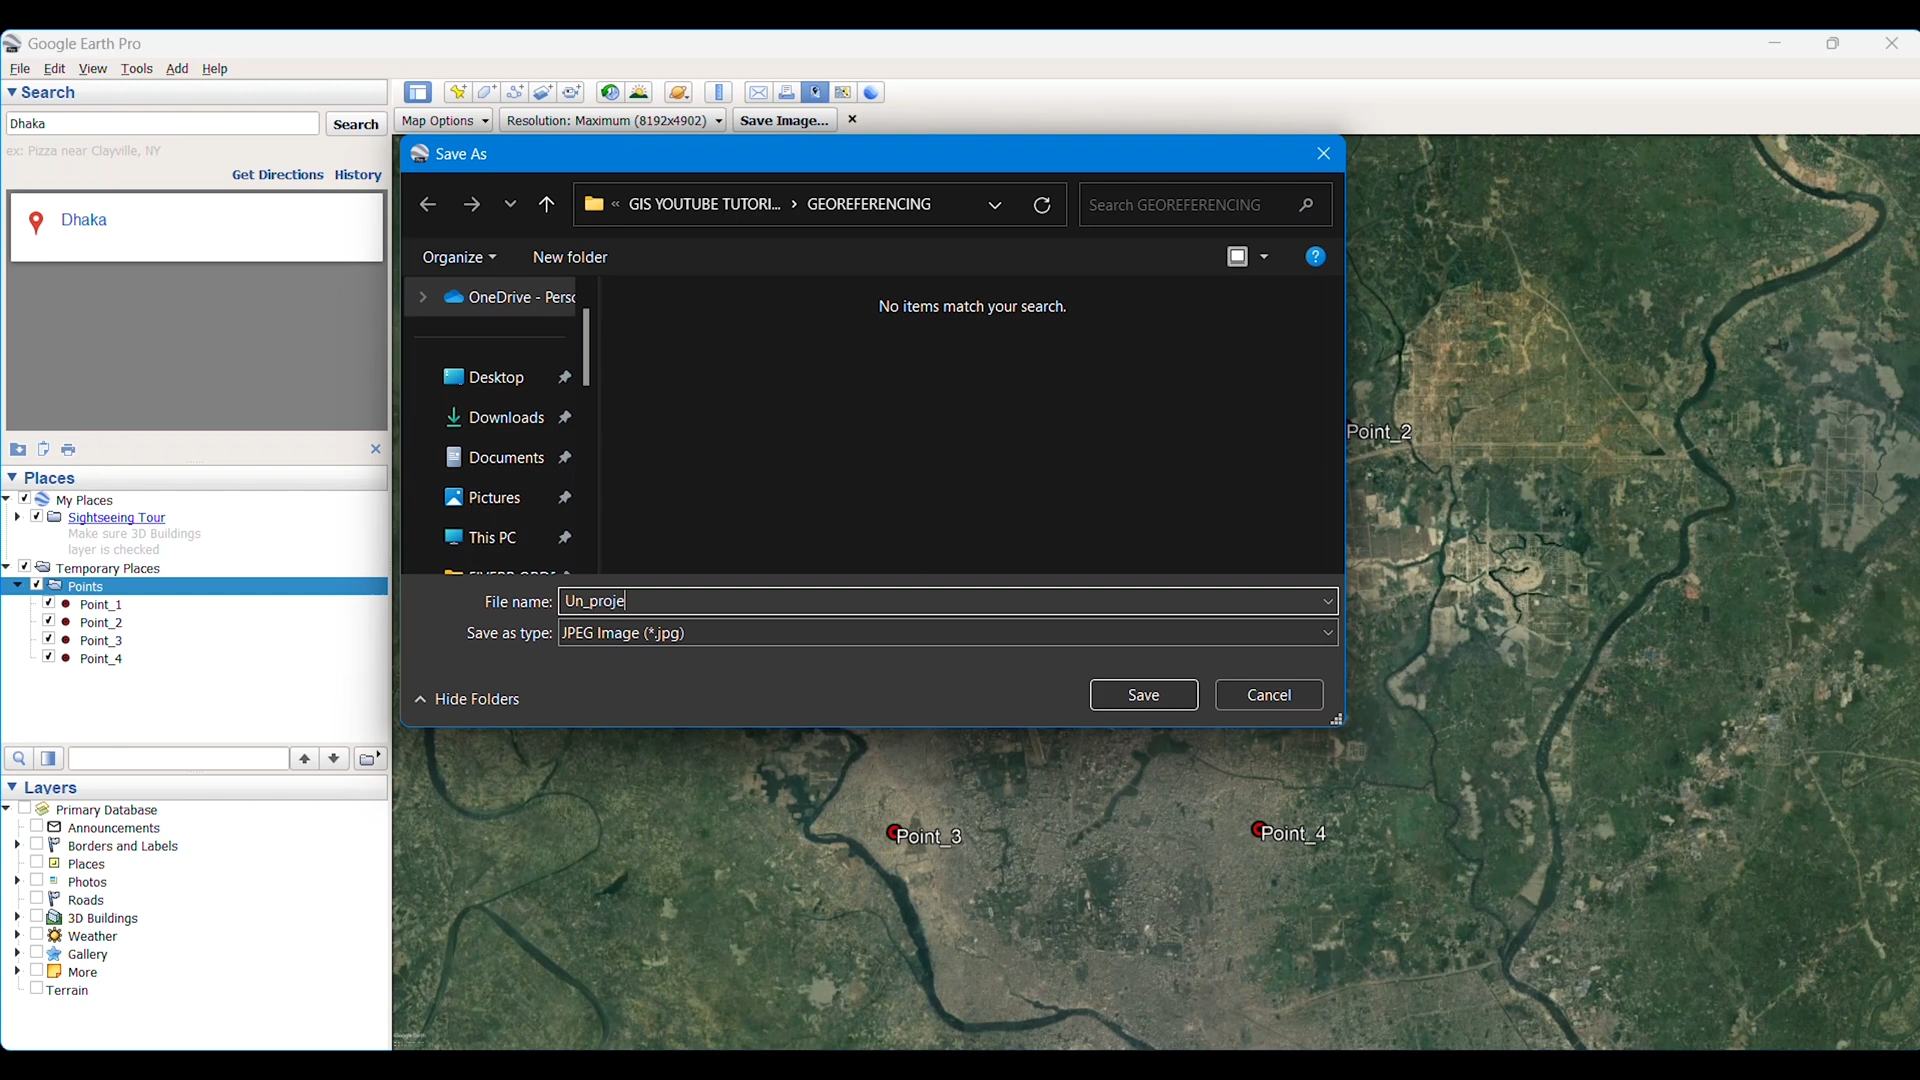 Google Earth Pro
File Edit View Tools Add Help
Search
Dhaka
Search
ex: Pizza near Clayville, NY
Get Directions History
Dhaka
Map Options
Resolution: Maximum (8192x4902)
Save Image...
Save As
« GIS YOUTUBE TUTORI... > GEOREFERENCING
Search GEOREFERENCING
Organize
New folder
OneDrive - Perso
No items match your search.
Desktop
Downloads
Documents
Pictures
This PC
File name: Un_proje
Save as type: JPEG Image (*.jpg)
Hide Folders
Save
Cancel
Places
My Places
Sightseeing Tour
Make sure 3D Buildings
layer is checked
Temporary Places
Points
Point_1
Point_2
Point_3
Point_4
Layers
Primary Database
Announcements
Borders and Labels
Places
Photos
Roads
3D Buildings
Weather
Gallery
More
Terrain
Point_2
Point_3
Point_4